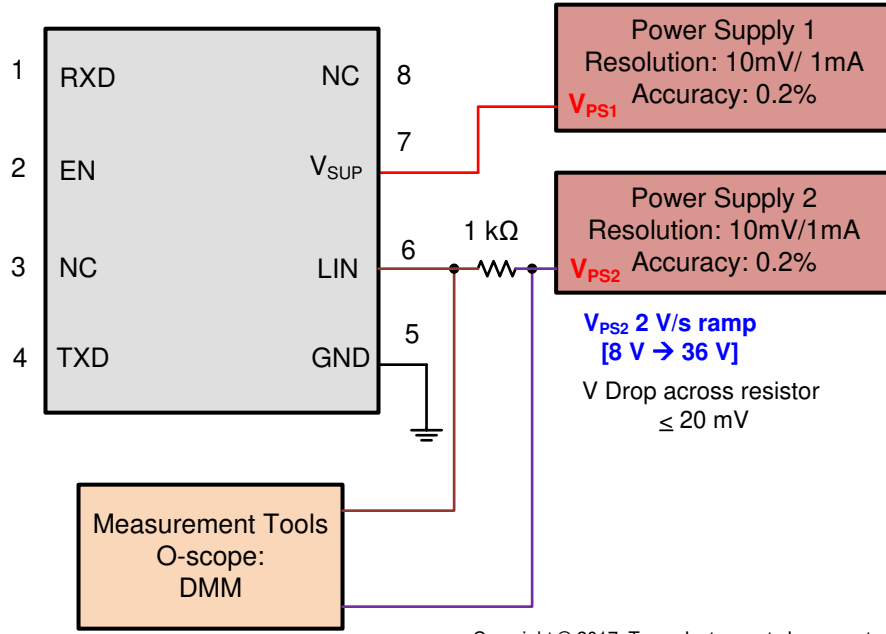 1
RXD
NC
8
2
EN
VSUP
7
3
NC
LIN
6
4
TXD
GND
5
1 kΩ
Power Supply 1
Resolution: 10mV/ 1mA
Accuracy: 0.2%
VPS1
Power Supply 2
Resolution: 10mV/1mA
Accuracy: 0.2%
VPS2
VPS2 2 V/s ramp
[8 V → 36 V]
V Drop across resistor
≤ 20 mV
Measurement Tools
O-scope:
DMM